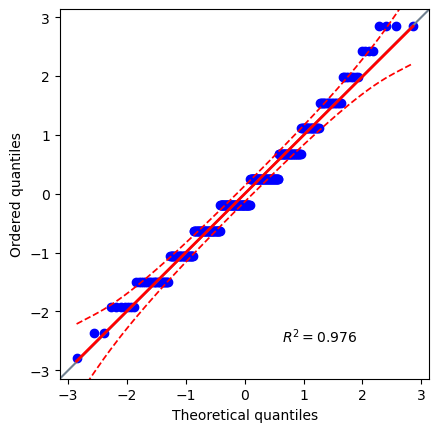 3
2
1
0
−1
−2
−3
Ordered quantiles
R² = 0.976
−3 −2 −1 0 1 2 3
Theoretical quantiles